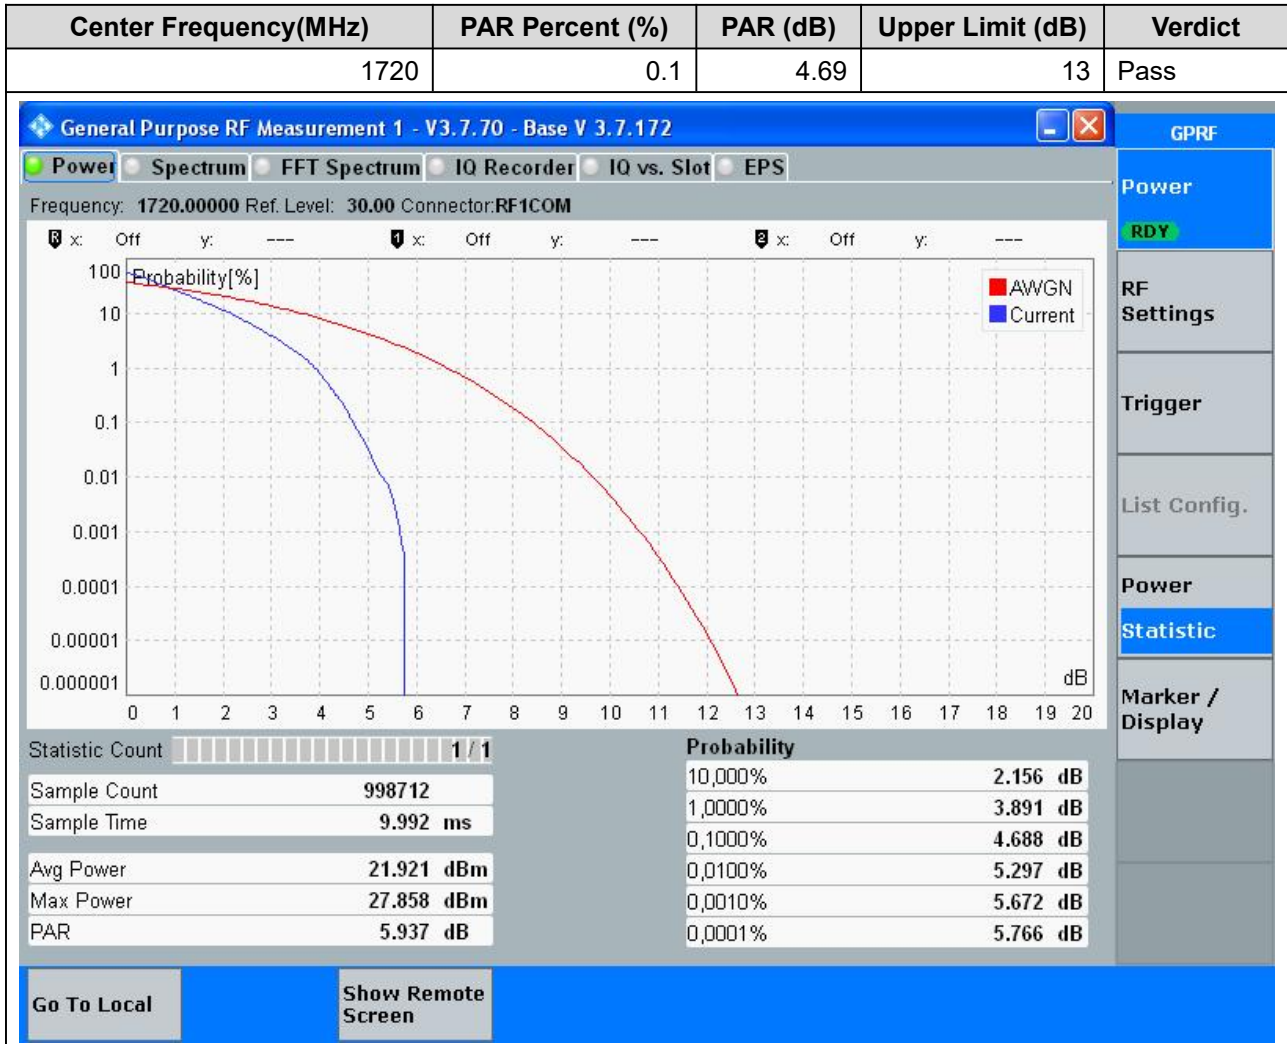 Center Frequency(MHz) PAR Percent (%) PAR (dB) Upper Limit (dB) Verdict
1720 0.1 4.69 13 Pass
General Purpose RF Measurement 1 - V3.7.70 - Base V 3.7.172
GPRF
Power Spectrum FFT Spectrum IQ Recorder IQ vs. Slot EPS
Power
RDY
Frequency: 1720.00000 Ref. Level: 30.00 Connector:RF1COM
R x: Off y: --- 1 x: Off y: --- 2 x: Off y: ---
Probability[%]
AWGN
Current
100
10
1
0.1
0.01
0.001
0.0001
0.00001
0.000001
dB
0 1 2 3 4 5 6 7 8 9 10 11 12 13 14 15 16 17 18 19 20
RF
Settings
Trigger
List Config.
Power
Statistic
Marker /
Display
Statistic Count 1 / 1
Sample Count 998712
Sample Time 9.992 ms
Avg Power 21.921 dBm
Max Power 27.858 dBm
PAR 5.937 dB
Probability
10,000% 2.156 dB
1,0000% 3.891 dB
0,1000% 4.688 dB
0,0100% 5.297 dB
0,0010% 5.672 dB
0,0001% 5.766 dB
Go To Local
Show Remote
Screen